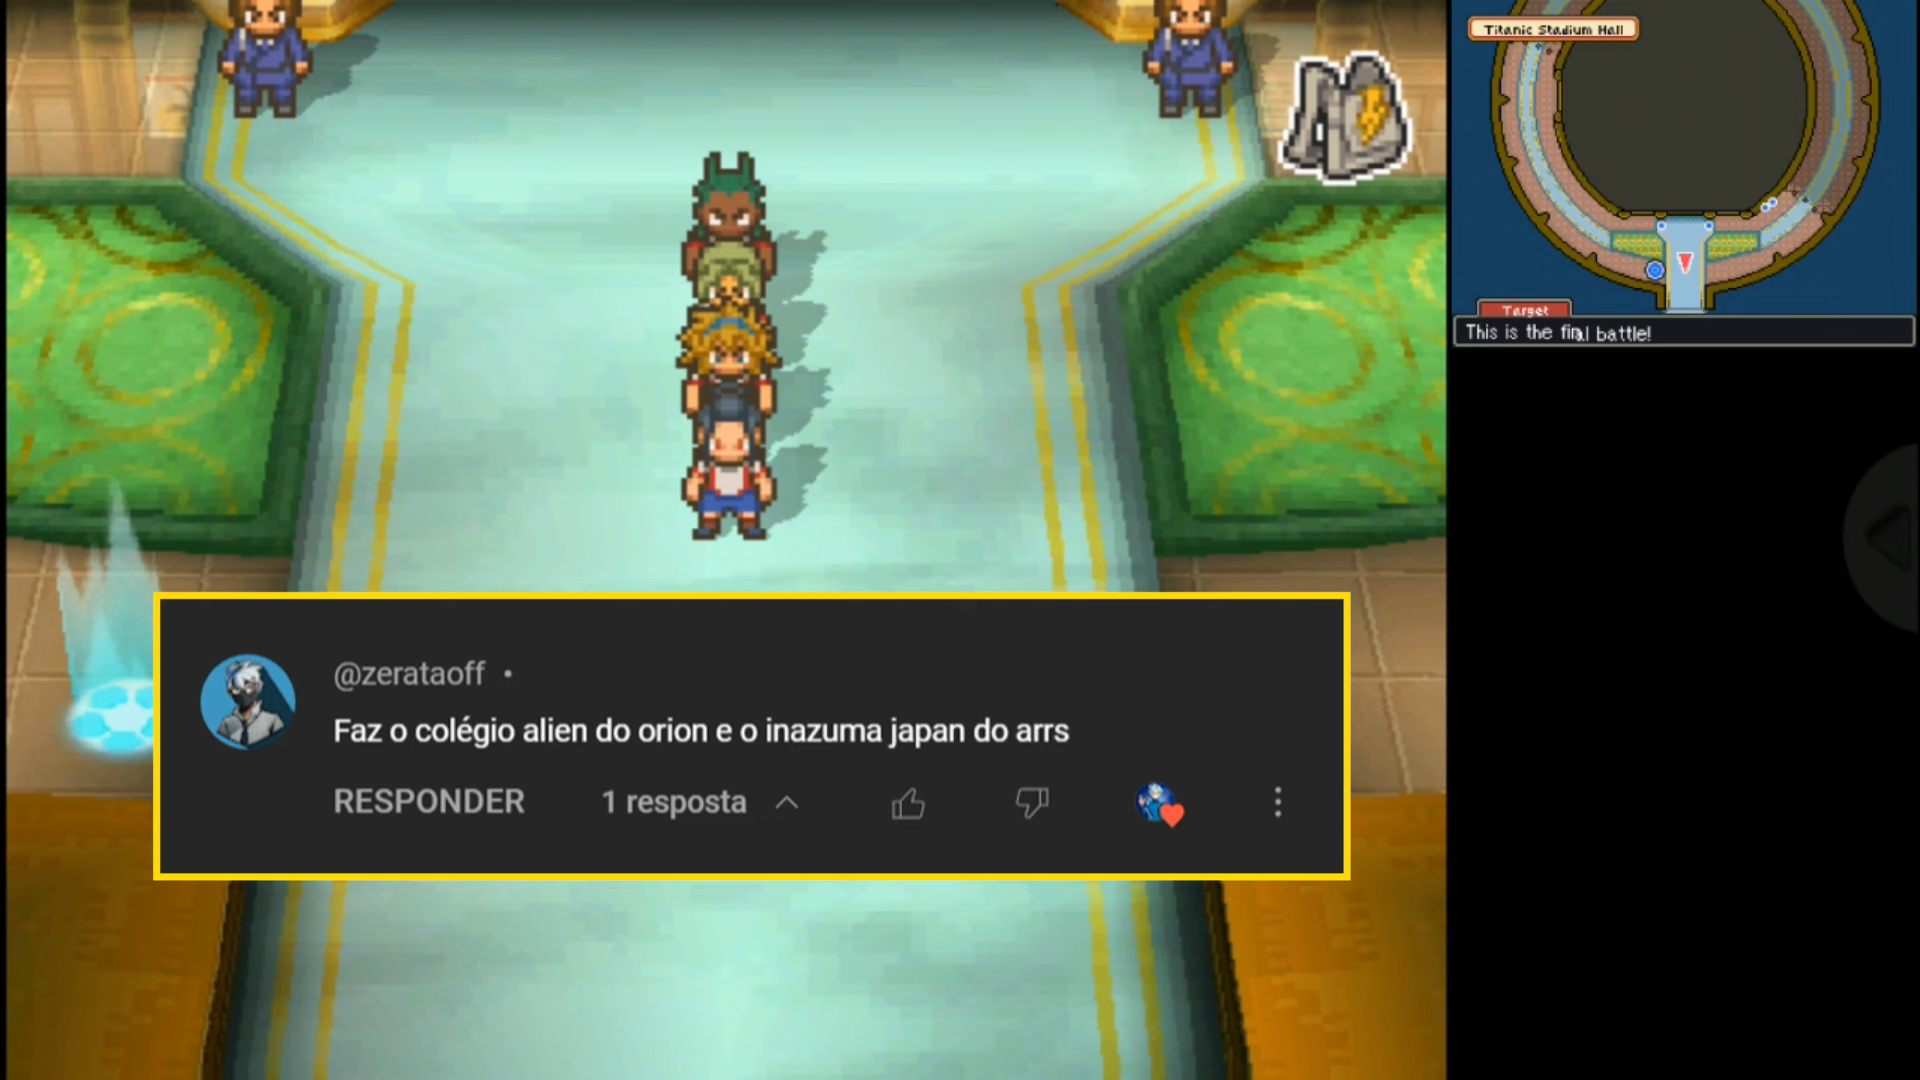 Titanic Stadium Hall
Target
This is the final battle!
@zerataoff •
Faz o colégio alien do orion e o inazuma japan do arrs
RESPONDER 1 resposta